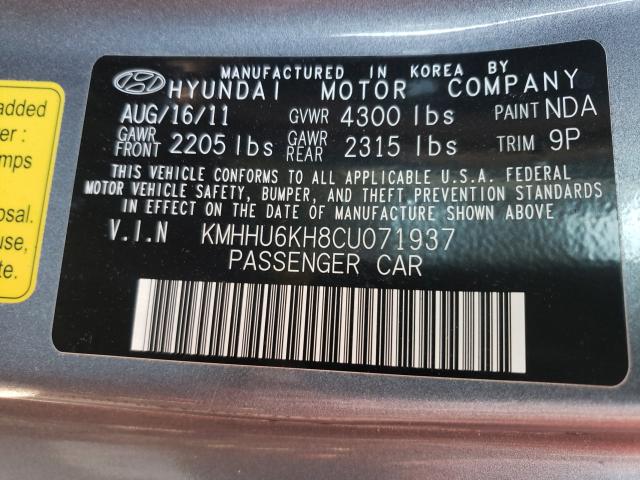 MANUFACTURED IN KOREA BY
HYUNDAI MOTOR COMPANY
AUG/16/11 GVWR 4300 lbs PAINT NDA
GAWR FRONT 2205 lbs GAWR REAR 2315 lbs TRIM 9P
THIS VEHICLE CONFORMS TO ALL APPLICABLE U.S.A. FEDERAL
MOTOR VEHICLE SAFETY, BUMPER, AND THEFT PREVENTION STANDARDS
IN EFFECT ON THE DATE OF MANUFACTURE SHOWN ABOVE
V.I.N KMHHU6KH8CU071937
PASSENGER CAR
added
er :
mps
osal.
use,
te.